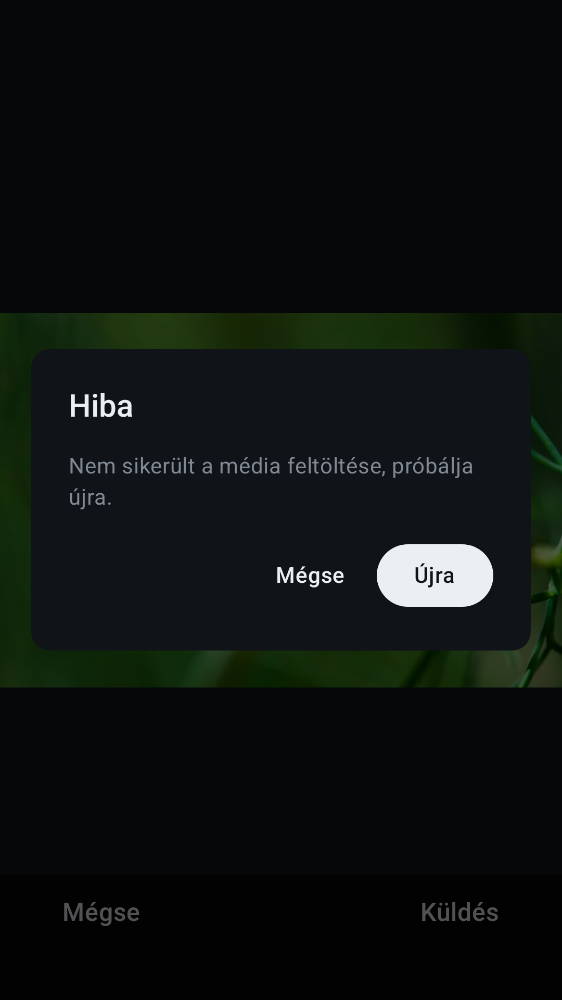 Hiba
Nem sikerült a média feltöltése, próbálja
újra.
Mégse
Újra
Mégse
Küldés